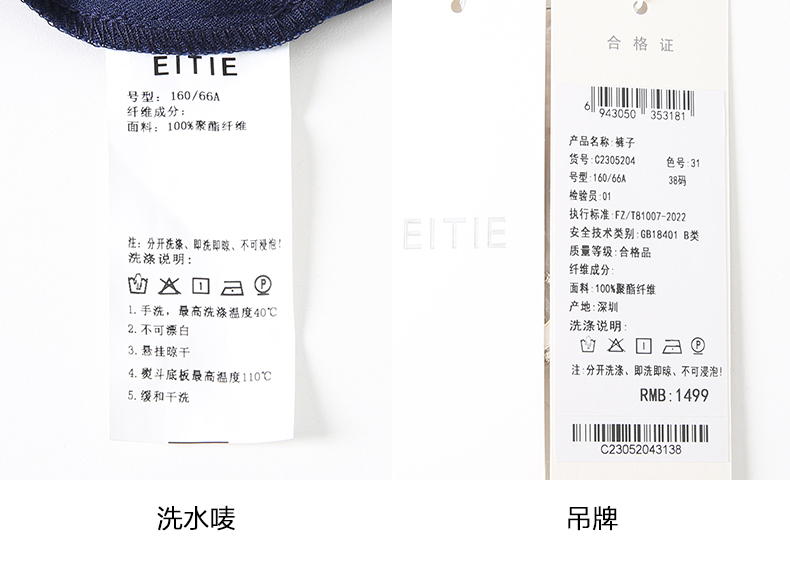 EITIE
号型: 160/66A
纤维成分:
面料: 100%聚酯纤维
注: 分开洗涤、即洗即晾、不可浸泡!
洗涤说明:
1.手洗，最高洗涤温度40℃
2.不可漂白
3.悬挂晾干
4.熨斗底板最高温度110℃
5.缓和干洗
洗水唛
EITIE
合格证
6 943050 353181
产品名称:裤子
货号:C2305204 色号:31
号型:160/66A 38码
检验员:01
执行标准:FZ/T81007-2022
安全技术类别:GB18401 B类
质量等级:合格品
纤维成分:
面料:100%聚酯纤维
产地:深圳
洗涤说明:
注:分开洗涤、即洗即晾、不可浸泡!
RMB:1499
C23052043138
吊牌